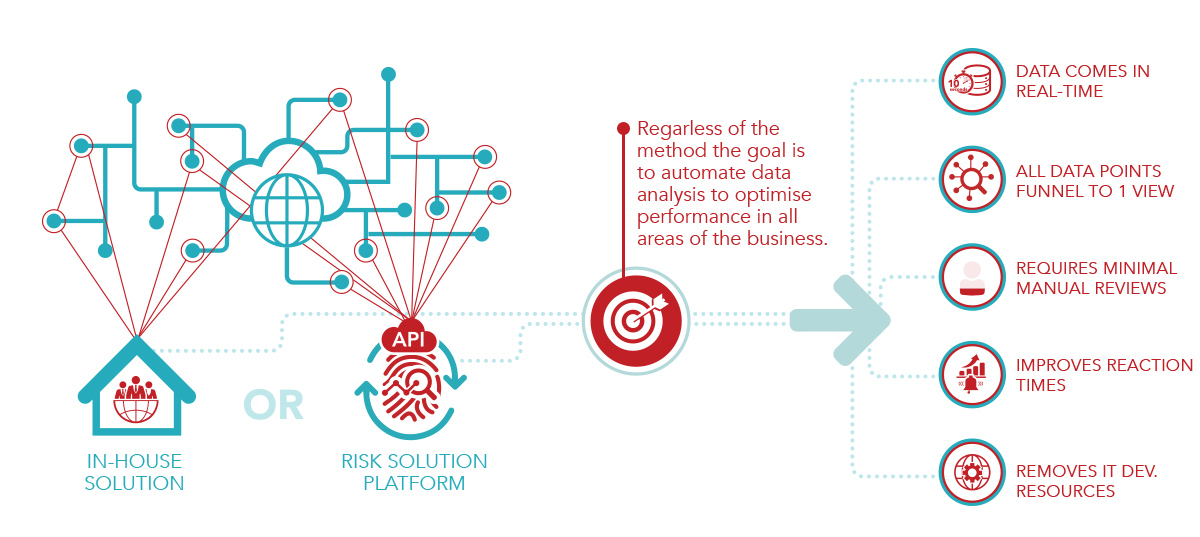 Regarless of the
method the goal is
to automate data
analysis to optimise
performance in all
areas of the business.
API
OR
IN-HOUSE
SOLUTION
RISK SOLUTION
PLATFORM
10
seconds
DATA COMES IN
REAL-TIME
ALL DATA POINTS
FUNNEL TO 1 VIEW
REQUIRES MINIMAL
MANUAL REVIEWS
IMPROVES REACTION
TIMES
REMOVES IT DEV.
RESOURCES